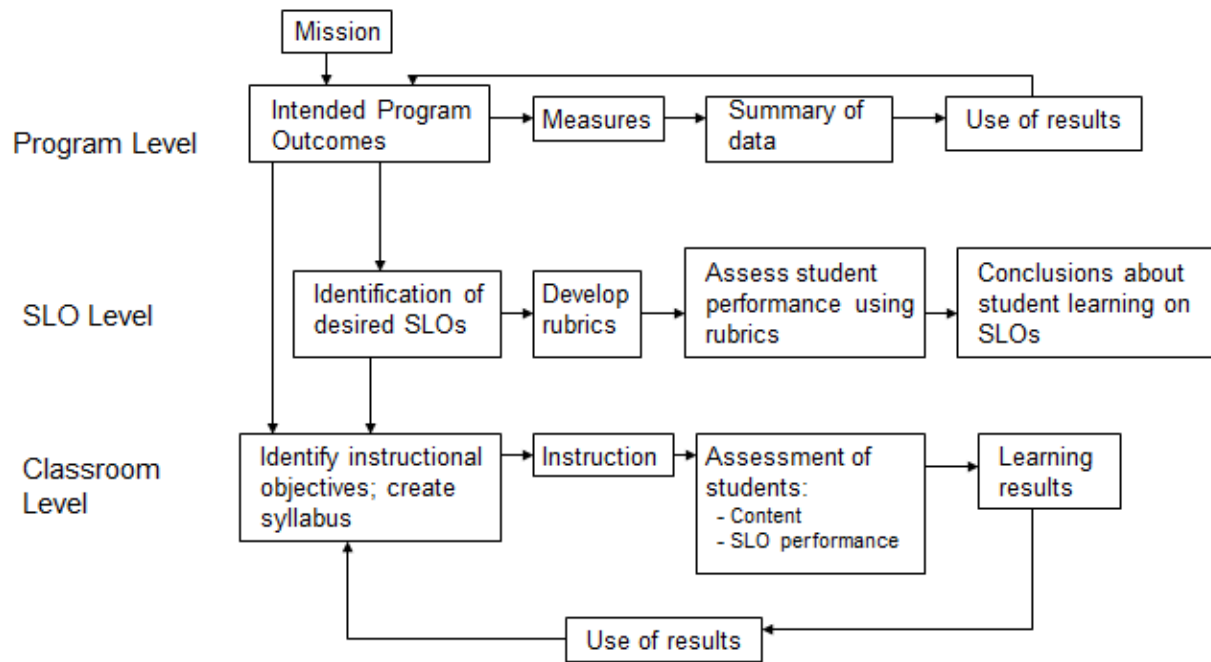 Mission
Program Level
Intended Program
Outcomes
Measures
Summary of
data
Use of results
SLO Level
Identification of
desired SLOs
Develop
rubrics
Assess student
performance using
rubrics
Conclusions about
student learning on
SLOs
Classroom
Level
Identify instructional
objectives; create
syllabus
Instruction
Assessment of
students:
- Content
- SLO performance
Learning
results
Use of results